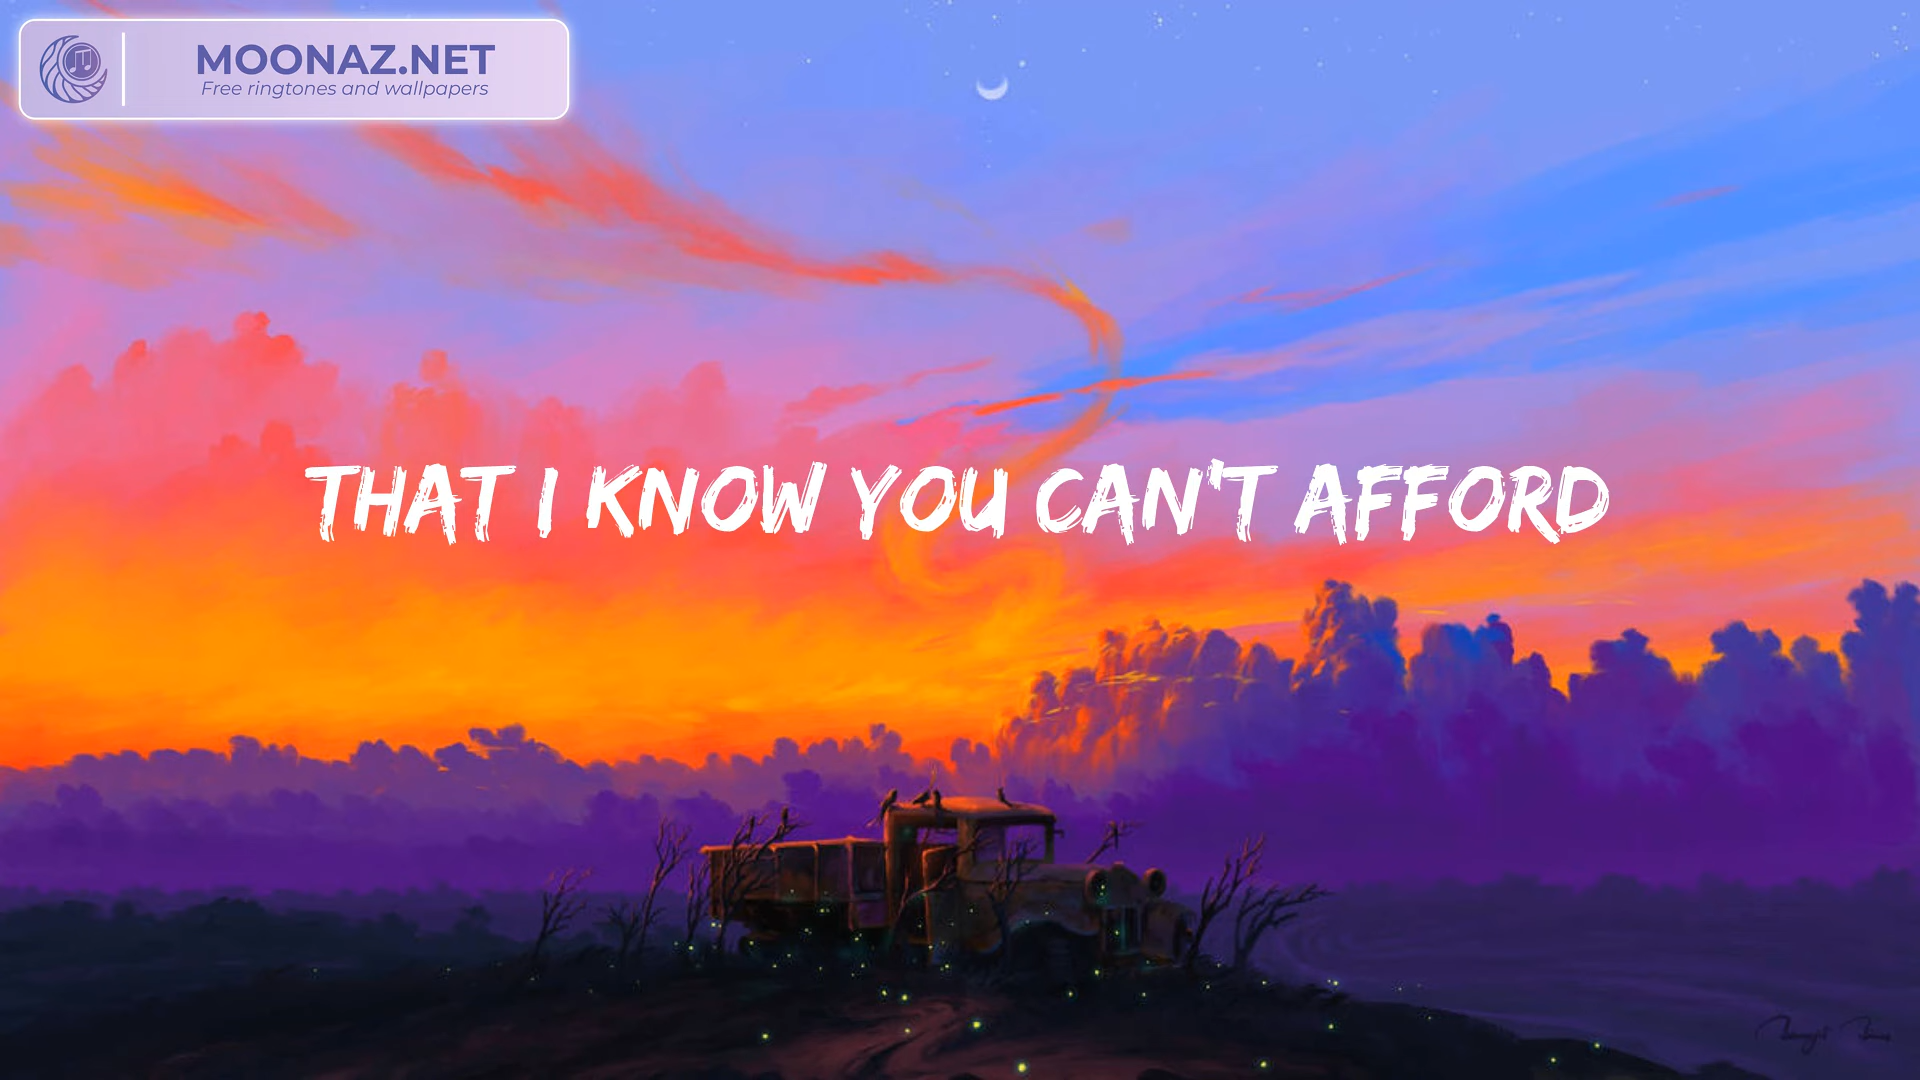 MOONAZ.NET
Free ringtones and wallpapers
THAT I KNOW YOU CAN'T AFFORD